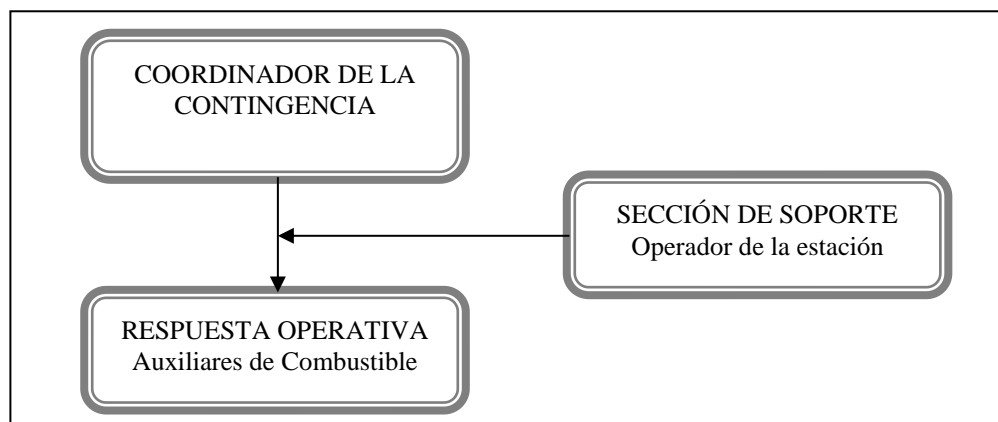 COORDINADOR DE LA
CONTINGENCIA
SECCIÓN DE SOPORTE
Operador de la estación
RESPUESTA OPERATIVA
Auxiliares de Combustible